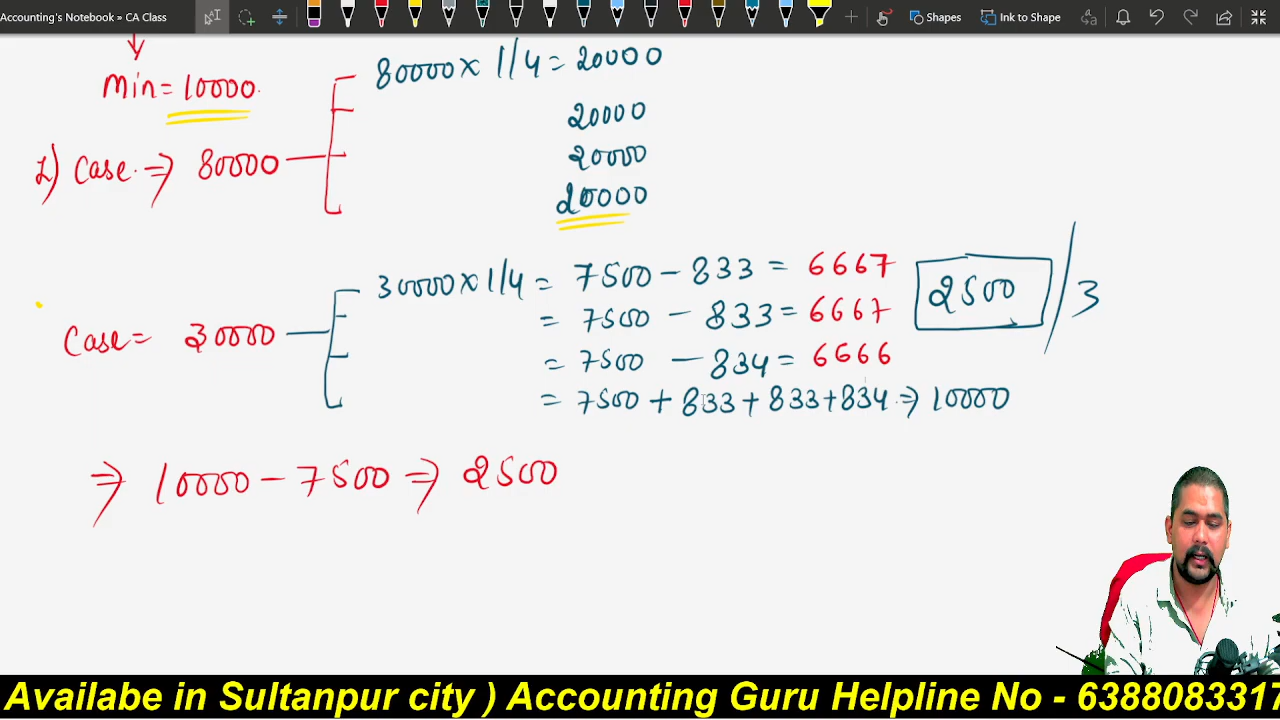 Accounting's Notebook » CA Class
Shapes
Ink to Shape
Min = 10000
80000 x 1/4 = 20000
20000
20000
20000
1) Case ⇒ 80000
30000 x 1/4 = 7500 - 833 = 6667
= 7500 - 833 = 6667
= 7500 - 834 = 6666
= 7500 + 833 + 833 + 834 ⇒ 10000
2500 / 3
Case = 30000
⇒ 10000 - 7500 ⇒ 2500
Availabe in Sultanpur city ) Accounting Guru Helpline No - 6388083317